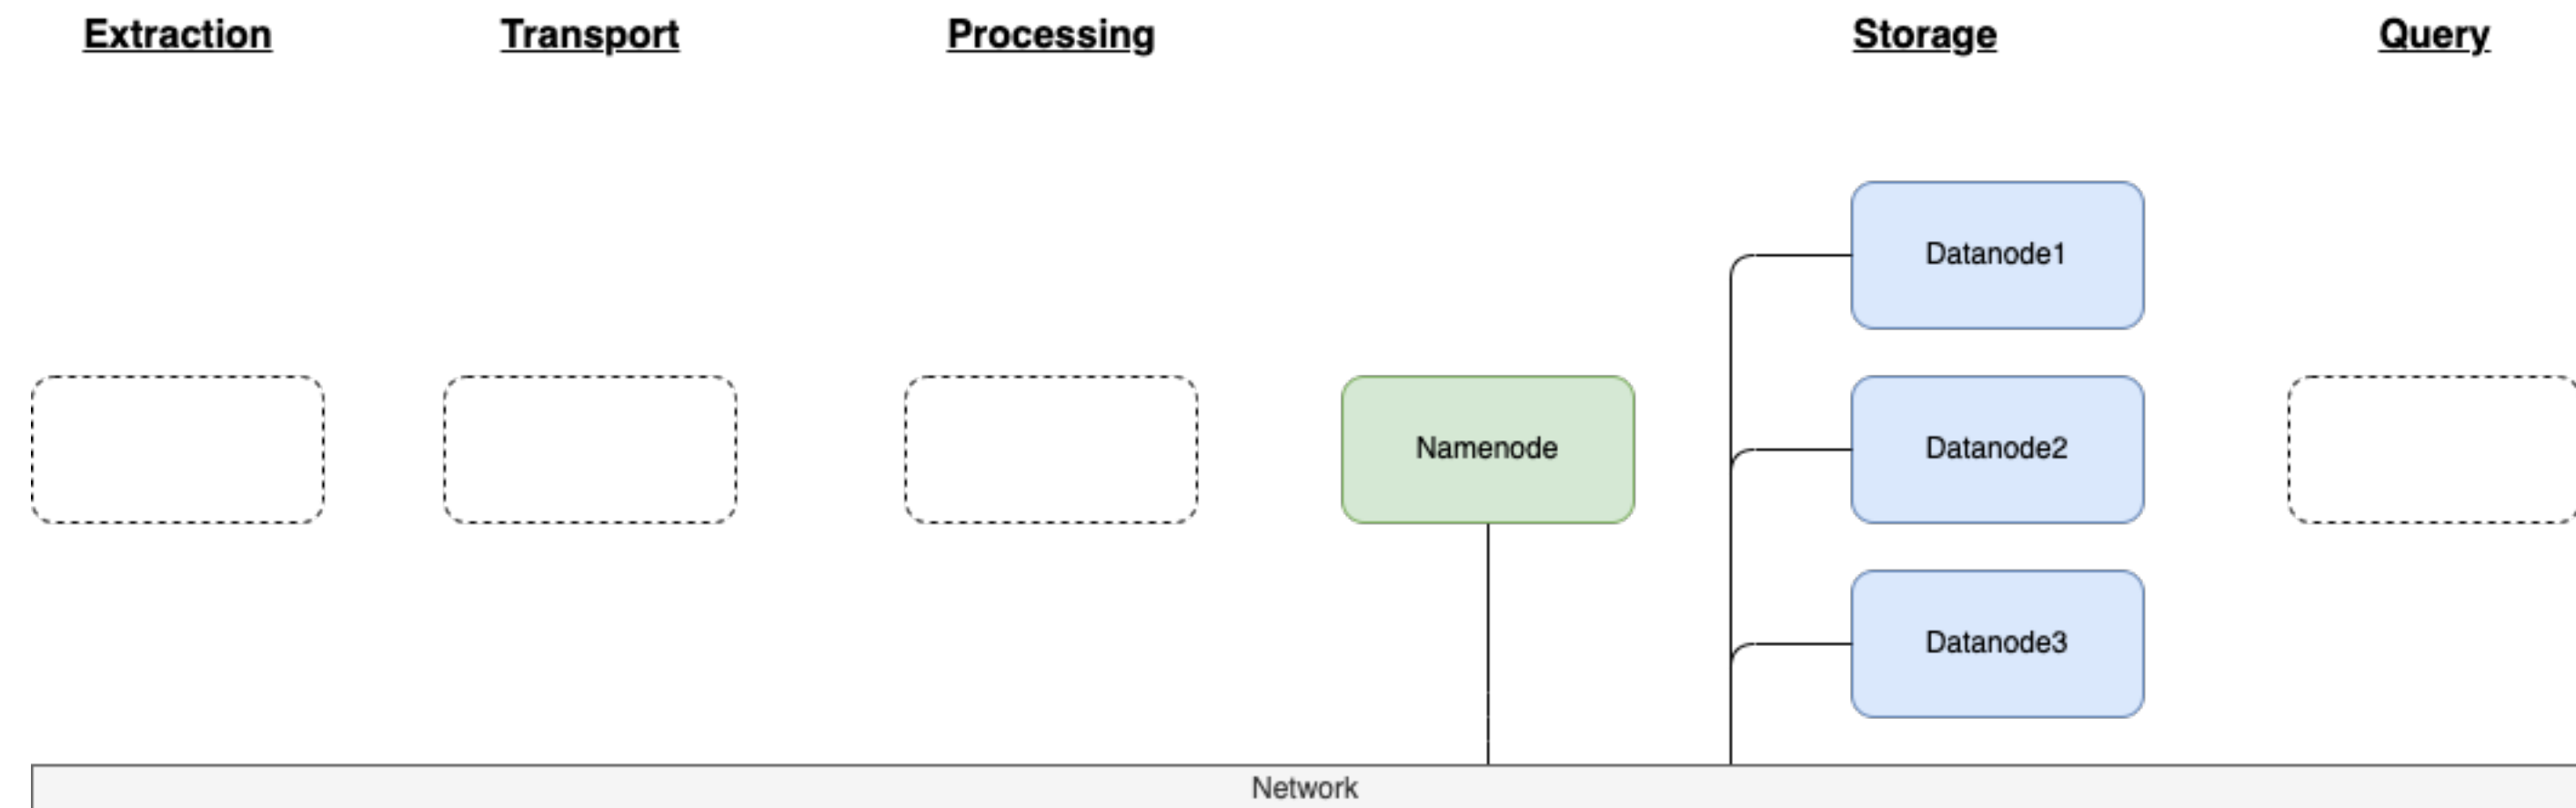 Extraction
Transport
Processing
Storage
Query
Datanode1
Namenode
Datanode2
Datanode3
Network